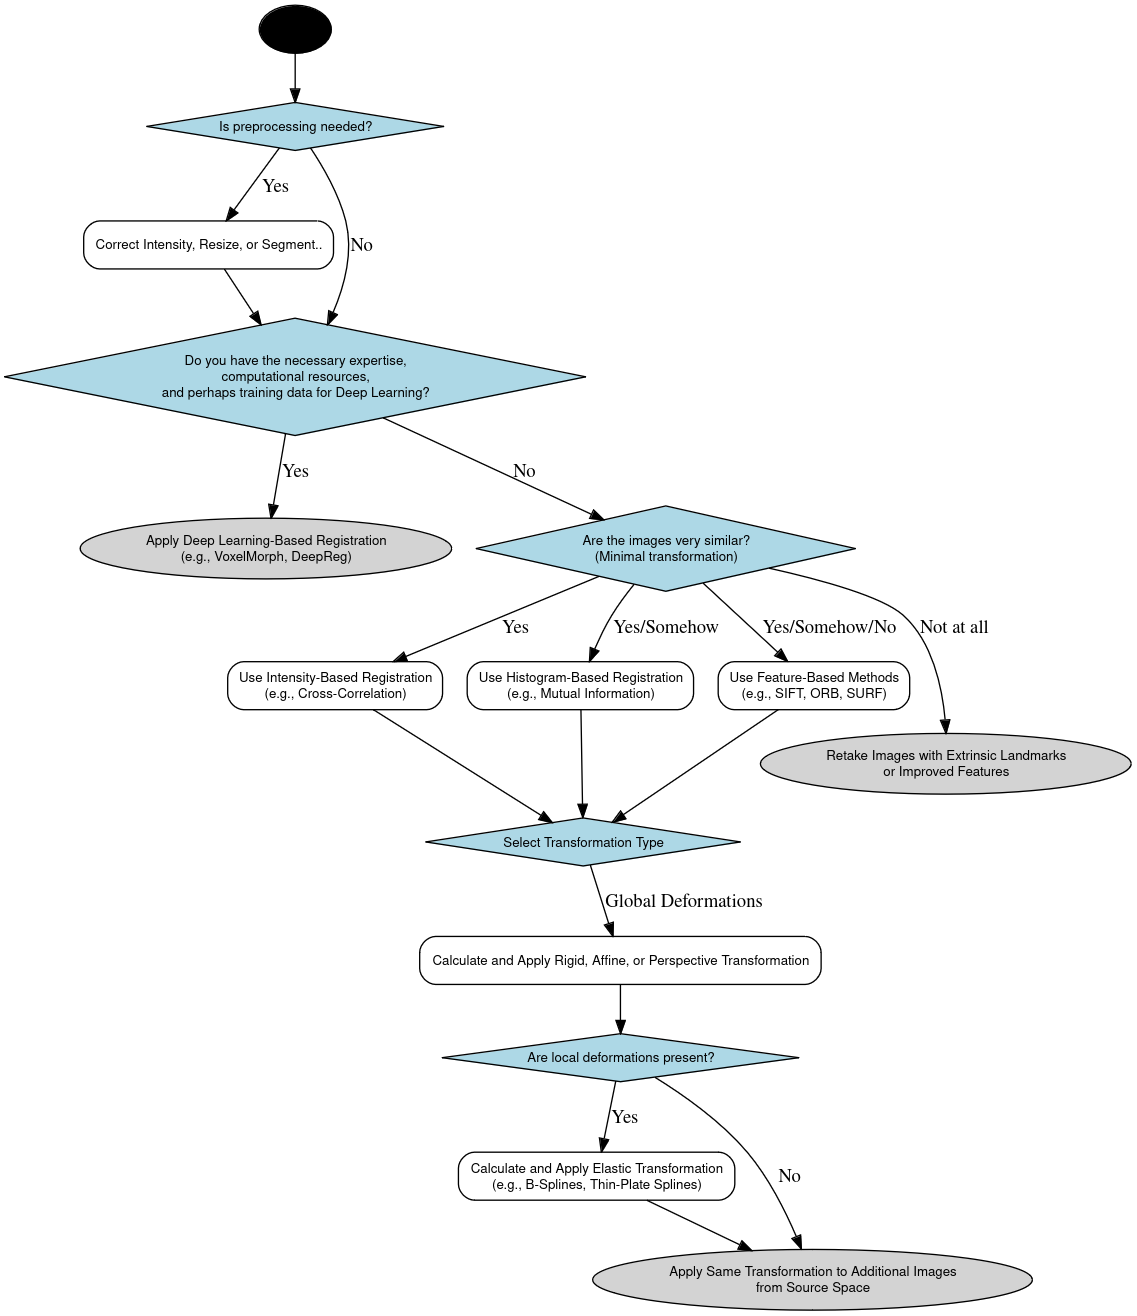 Is preprocessing needed?
Yes
Correct Intensity, Resize, or Segment..
No
Do you have the necessary expertise,
computational resources,
and perhaps training data for Deep Learning?
Yes
No
Apply Deep Learning-Based Registration
(e.g., VoxelMorph, DeepReg)
Are the images very similar?
(Minimal transformation)
Yes
Yes/Somehow
Yes/Somehow/No
Not at all
Use Intensity-Based Registration
(e.g., Cross-Correlation)
Use Histogram-Based Registration
(e.g., Mutual Information)
Use Feature-Based Methods
(e.g., SIFT, ORB, SURF)
Retake Images with Extrinsic Landmarks
or Improved Features
Select Transformation Type
Global Deformations
Calculate and Apply Rigid, Affine, or Perspective Transformation
Are local deformations present?
Yes
Calculate and Apply Elastic Transformation
(e.g., B-Splines, Thin-Plate Splines)
No
Apply Same Transformation to Additional Images
from Source Space